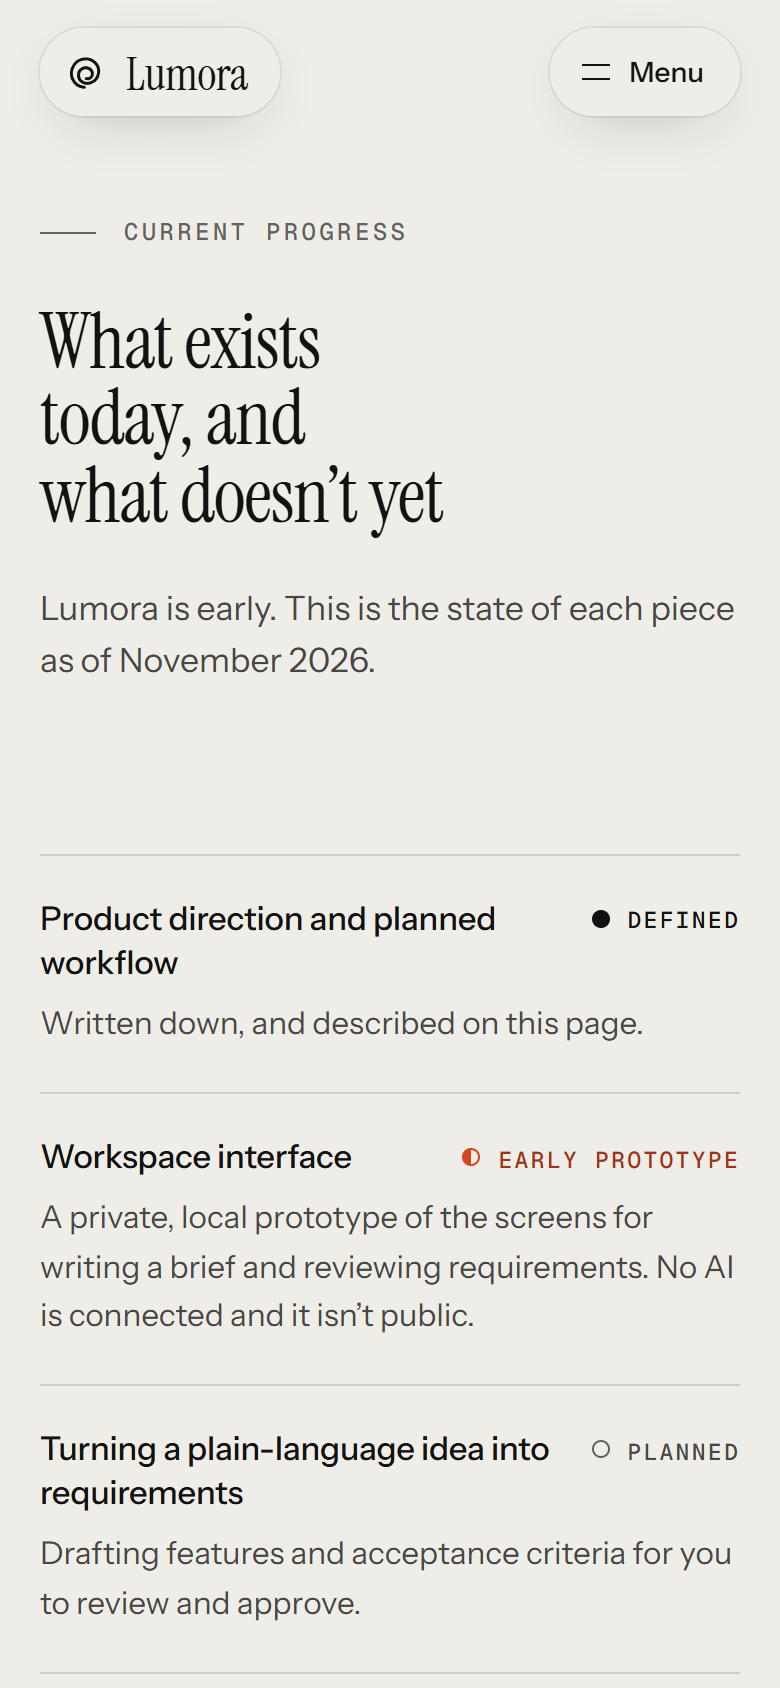 Lumora
Menu
CURRENT PROGRESS
What exists
today, and
what doesn’t yet
Lumora is early. This is the state of each piece
as of November 2026.
Product direction and planned
workflow
DEFINED
Written down, and described on this page.
Workspace interface
EARLY PROTOTYPE
A private, local prototype of the screens for
writing a brief and reviewing requirements. No AI
is connected and it isn’t public.
Turning a plain-language idea into
requirements
PLANNED
Drafting features and acceptance criteria for you
to review and approve.